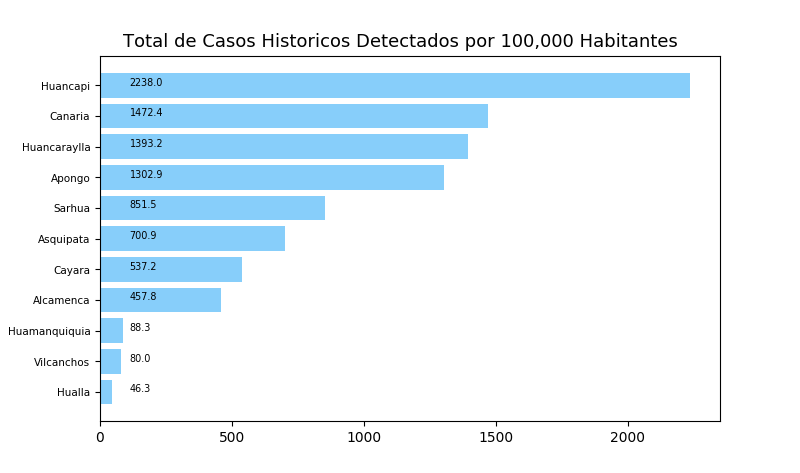 Total de Casos Historicos Detectados por 100,000 Habitantes
Huancapi 2238.0
Canaria 1472.4
Huancaraylla 1393.2
Apongo 1302.9
Sarhua 851.5
Asquipata 700.9
Cayara 537.2
Alcamenca 457.8
Huamanquiquia 88.3
Vilcanchos 80.0
Hualla 46.3
0 500 1000 1500 2000